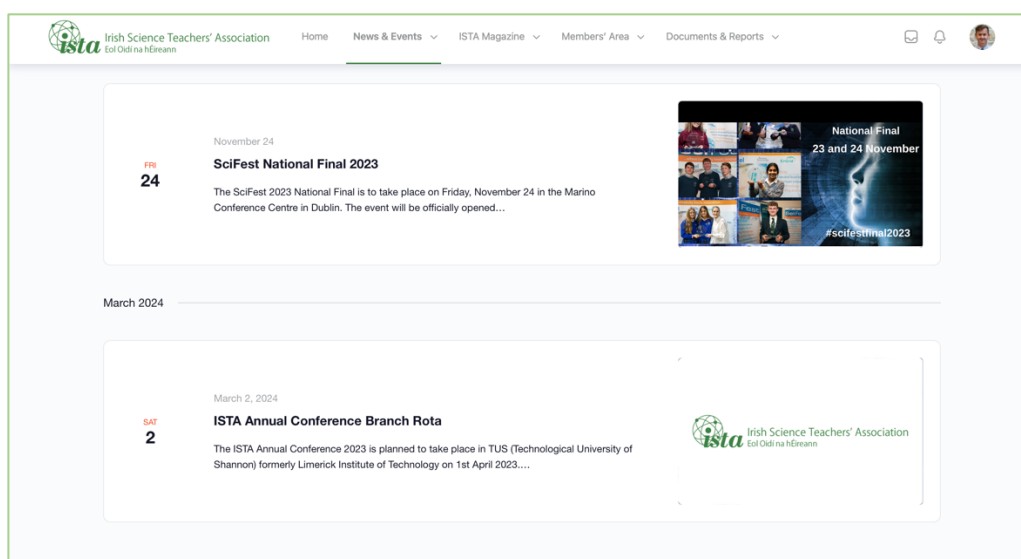 ista Irish Science Teachers' Association
Eol Oidí na hÉireann
Home News & Events ISTA Magazine Members' Area Documents & Reports
November 24
FRI
24
SciFest National Final 2023
The SciFest 2023 National Final is to take place on Friday, November 24 in the Marino
Conference Centre in Dublin. The event will be officially opened…
National Final
23 and 24 November
#scifestfinal2023
March 2024
March 2, 2024
SAT
2
ISTA Annual Conference Branch Rota
The ISTA Annual Conference 2023 is planned to take place in TUS (Technological University of
Shannon) formerly Limerick Institute of Technology on 1st April 2023.…
ista Irish Science Teachers' Association
Eol Oidí na hÉireann